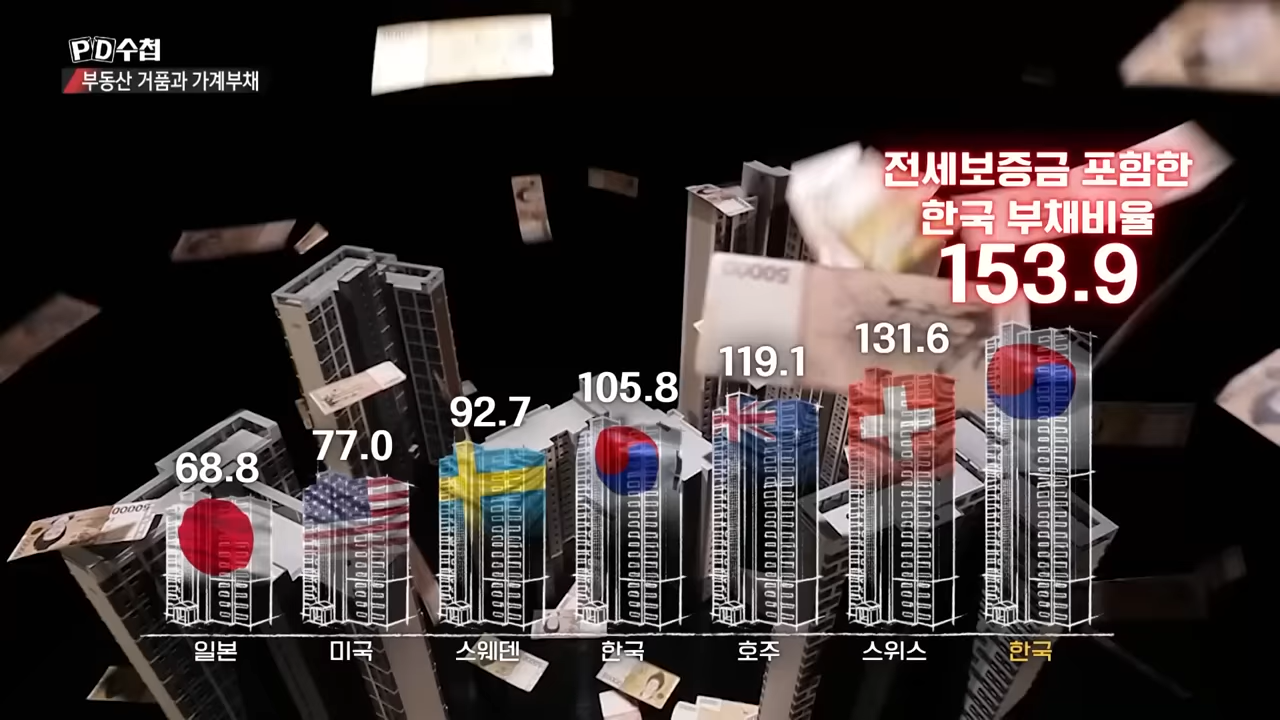 PD수첩
부동산 거품과 가계부채
전세보증금 포함한
한국 부채비율
153.9
131.6
119.1
105.8
92.7
77.0
68.8
50000
50000
일본 미국 스웨덴 한국 호주 스위스 한국